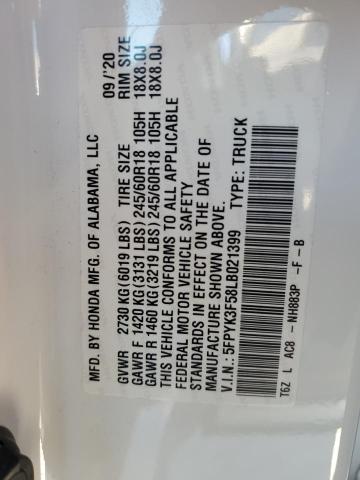 MFD. BY HONDA MFG. OF ALABAMA, LLC 09/'20
TIRE SIZE RIM SIZE
GVWR 2730 KG (6019 LBS)
GAWR F 1420 KG (3131 LBS) 245/60R18 105H 18X8.0J
GAWR R 1460 KG (3219 LBS) 245/60R18 105H 18X8.0J
THIS VEHICLE CONFORMS TO ALL APPLICABLE
FEDERAL MOTOR VEHICLE SAFETY
STANDARDS IN EFFECT ON THE DATE OF
MANUFACTURE SHOWN ABOVE.
V.I.N.: 5FPYK3F58LB021399 TYPE: TRUCK
T6Z L AC8 - NH883P -F - B